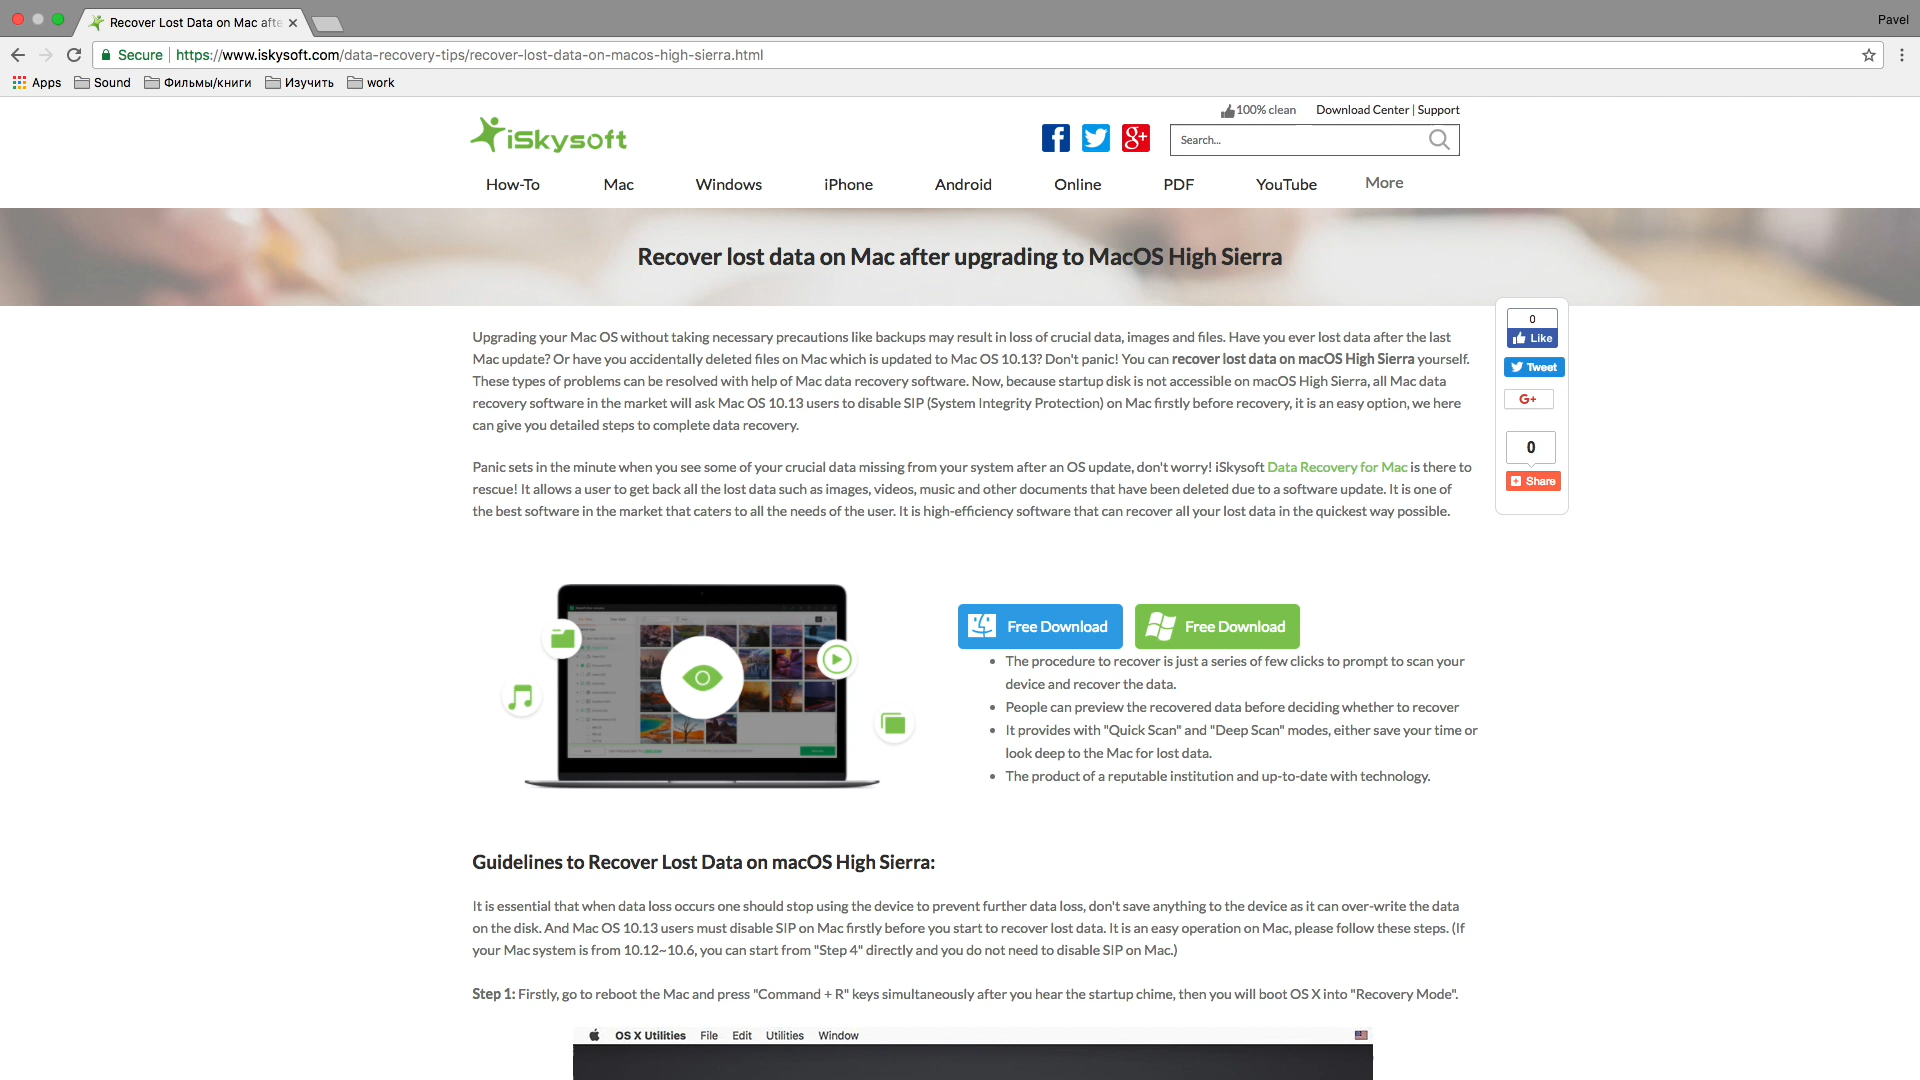 Recover Lost Data on Mac afte
Pavel
Secure https://www.iskysoft.com/data-recovery-tips/recover-lost-data-on-macos-high-sierra.html
Apps Sound Фильмы/книги Изучить work
100% clean Download Center | Support
iSkysoft
Search...
How-To Mac Windows iPhone Android Online PDF YouTube More
Recover lost data on Mac after upgrading to MacOS High Sierra
Upgrading your Mac OS without taking necessary precautions like backups may result in loss of crucial data, images and files. Have you ever lost data after the last
Mac update? Or have you accidentally deleted files on Mac which is updated to Mac OS 10.13? Don't panic! You can recover lost data on macOS High Sierra yourself.
These types of problems can be resolved with help of Mac data recovery software. Now, because startup disk is not accessible on macOS High Sierra, all Mac data
recovery software in the market will ask Mac OS 10.13 users to disable SIP (System Integrity Protection) on Mac firstly before recovery, it is an easy option, we here
can give you detailed steps to complete data recovery.
0
Like
Tweet
G+
0
Share
Panic sets in the minute when you see some of your crucial data missing from your system after an OS update, don't worry! iSkysoft Data Recovery for Mac is there to
rescue! It allows a user to get back all the lost data such as images, videos, music and other documents that have been deleted due to a software update. It is one of
the best software in the market that caters to all the needs of the user. It is high-efficiency software that can recover all your lost data in the quickest way possible.
Free Download Free Download
The procedure to recover is just a series of few clicks to prompt to scan your
device and recover the data.
People can preview the recovered data before deciding whether to recover
It provides with "Quick Scan" and "Deep Scan" modes, either save your time or
look deep to the Mac for lost data.
The product of a reputable institution and up-to-date with technology.
Guidelines to Recover Lost Data on macOS High Sierra:
It is essential that when data loss occurs one should stop using the device to prevent further data loss, don't save anything to the device as it can over-write the data
on the disk. And Mac OS 10.13 users must disable SIP on Mac firstly before you start to recover lost data. It is an easy operation on Mac, please follow these steps. (If
your Mac system is from 10.12~10.6, you can start from "Step 4" directly and you do not need to disable SIP on Mac.)
Step 1: Firstly, go to reboot the Mac and press "Command + R" keys simultaneously after you hear the startup chime, then you will boot OS X into "Recovery Mode".
OS X Utilities File Edit Utilities Window